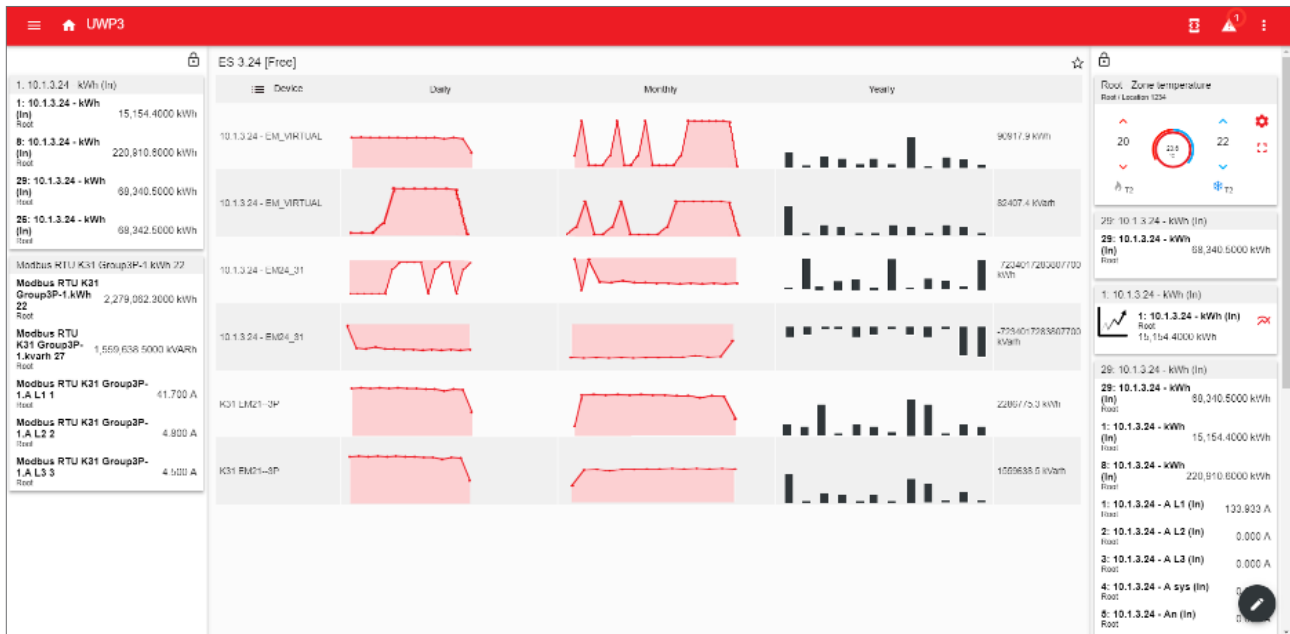 UWP3
1
1: 10.1.3.24 - kWh (In)
1: 10.1.3.24 - kWh
(In)
Root
15,154.4000 kWh
8: 10.1.3.24 - kWh
(In)
Root
220,910.6000 kWh
29: 10.1.3.24 - kWh
(In)
Root
68,340.5000 kWh
26: 10.1.3.24 - kWh
(In)
Root
68,342.5000 kWh
Modbus RTU K31 Group3P-1 kWh 22
Modbus RTU K31
Group3P-1.kWh
22
Root
2,279,062.3000 kWh
Modbus RTU
K31 Group3P-
1.kvarh 27
Root
1,559,638.5000 kVARh
Modbus RTU K31 Group3P-
1.A L1 1
Root
41.700 A
Modbus RTU K31 Group3P-
1.A L2 2
Root
4.800 A
Modbus RTU K31 Group3P-
1.A L3 3
Root
4.500 A
ES 3.24 [Free]
Device Daily Monthly Yearly
10.1.3.24 - EM_VIRTUAL
90917.9 kWh
10.1.3.24 - EM_VIRTUAL
82407.4 kVarh
10.1.3.24 - EM24_31
-7234017283807700
kWh
10.1.3.24 - EM24_31
-7234017283807700
kVarh
K31 EM21--3P
2286775.3 kWh
K31 EM21--3P
1559638.5 kVarh
Root Zone temperature
Root / Location 1234
20
22
°C
T2
T2
29: 10.1.3.24 - kWh (In)
29: 10.1.3.24 - kWh
(In)
Root
68,340.5000 kWh
1: 10.1.3.24 - kWh (In)
1: 10.1.3.24 - kWh (In)
Root
15,154.4000 kWh
29: 10.1.3.24 - kWh (In)
29: 10.1.3.24 - kWh
(In)
Root
68,340.5000 kWh
1: 10.1.3.24 - kWh
(In)
Root
15,154.4000 kWh
8: 10.1.3.24 - kWh
(In)
Root
220,910.6000 kWh
1: 10.1.3.24 - A L1 (In)
Root
133.933 A
2: 10.1.3.24 - A L2 (In)
Root
0.000 A
3: 10.1.3.24 - A L3 (In)
Root
0.000 A
4: 10.1.3.24 - A sys (In)
Root
5: 10.1.3.24 - An (In)
Root